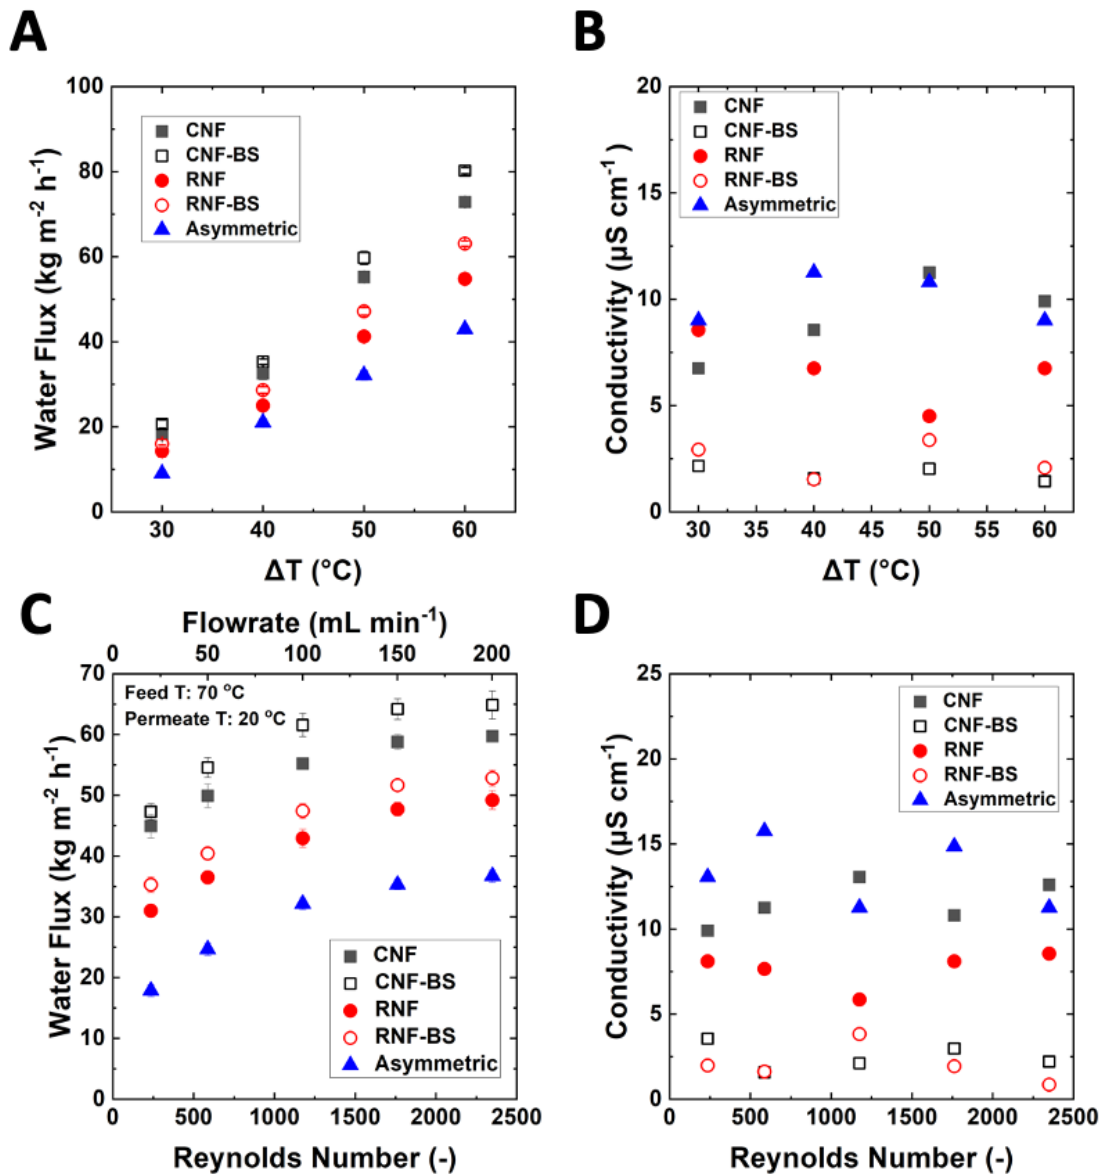 A
Water Flux (kg m⁻² h⁻¹)
100
80
60
40
20
0
CNF
CNF-BS
RNF
RNF-BS
Asymmetric
30 40 50 60
ΔT (°C)
B
Conductivity (µS cm⁻¹)
20
15
10
5
0
CNF
CNF-BS
RNF
RNF-BS
Asymmetric
30 35 40 45 50 55 60
ΔT (°C)
C
Flowrate (mL min⁻¹)
0 50 100 150 200
Water Flux (kg m⁻² h⁻¹)
70
60
50
40
30
20
10
0
Feed T: 70 °C
Permeate T: 20 °C
CNF
CNF-BS
RNF
RNF-BS
Asymmetric
0 500 1000 1500 2000 2500
Reynolds Number (-)
D
Conductivity (µS cm⁻¹)
25
20
15
10
5
0
CNF
CNF-BS
RNF
RNF-BS
Asymmetric
0 500 1000 1500 2000 2500
Reynolds Number (-)